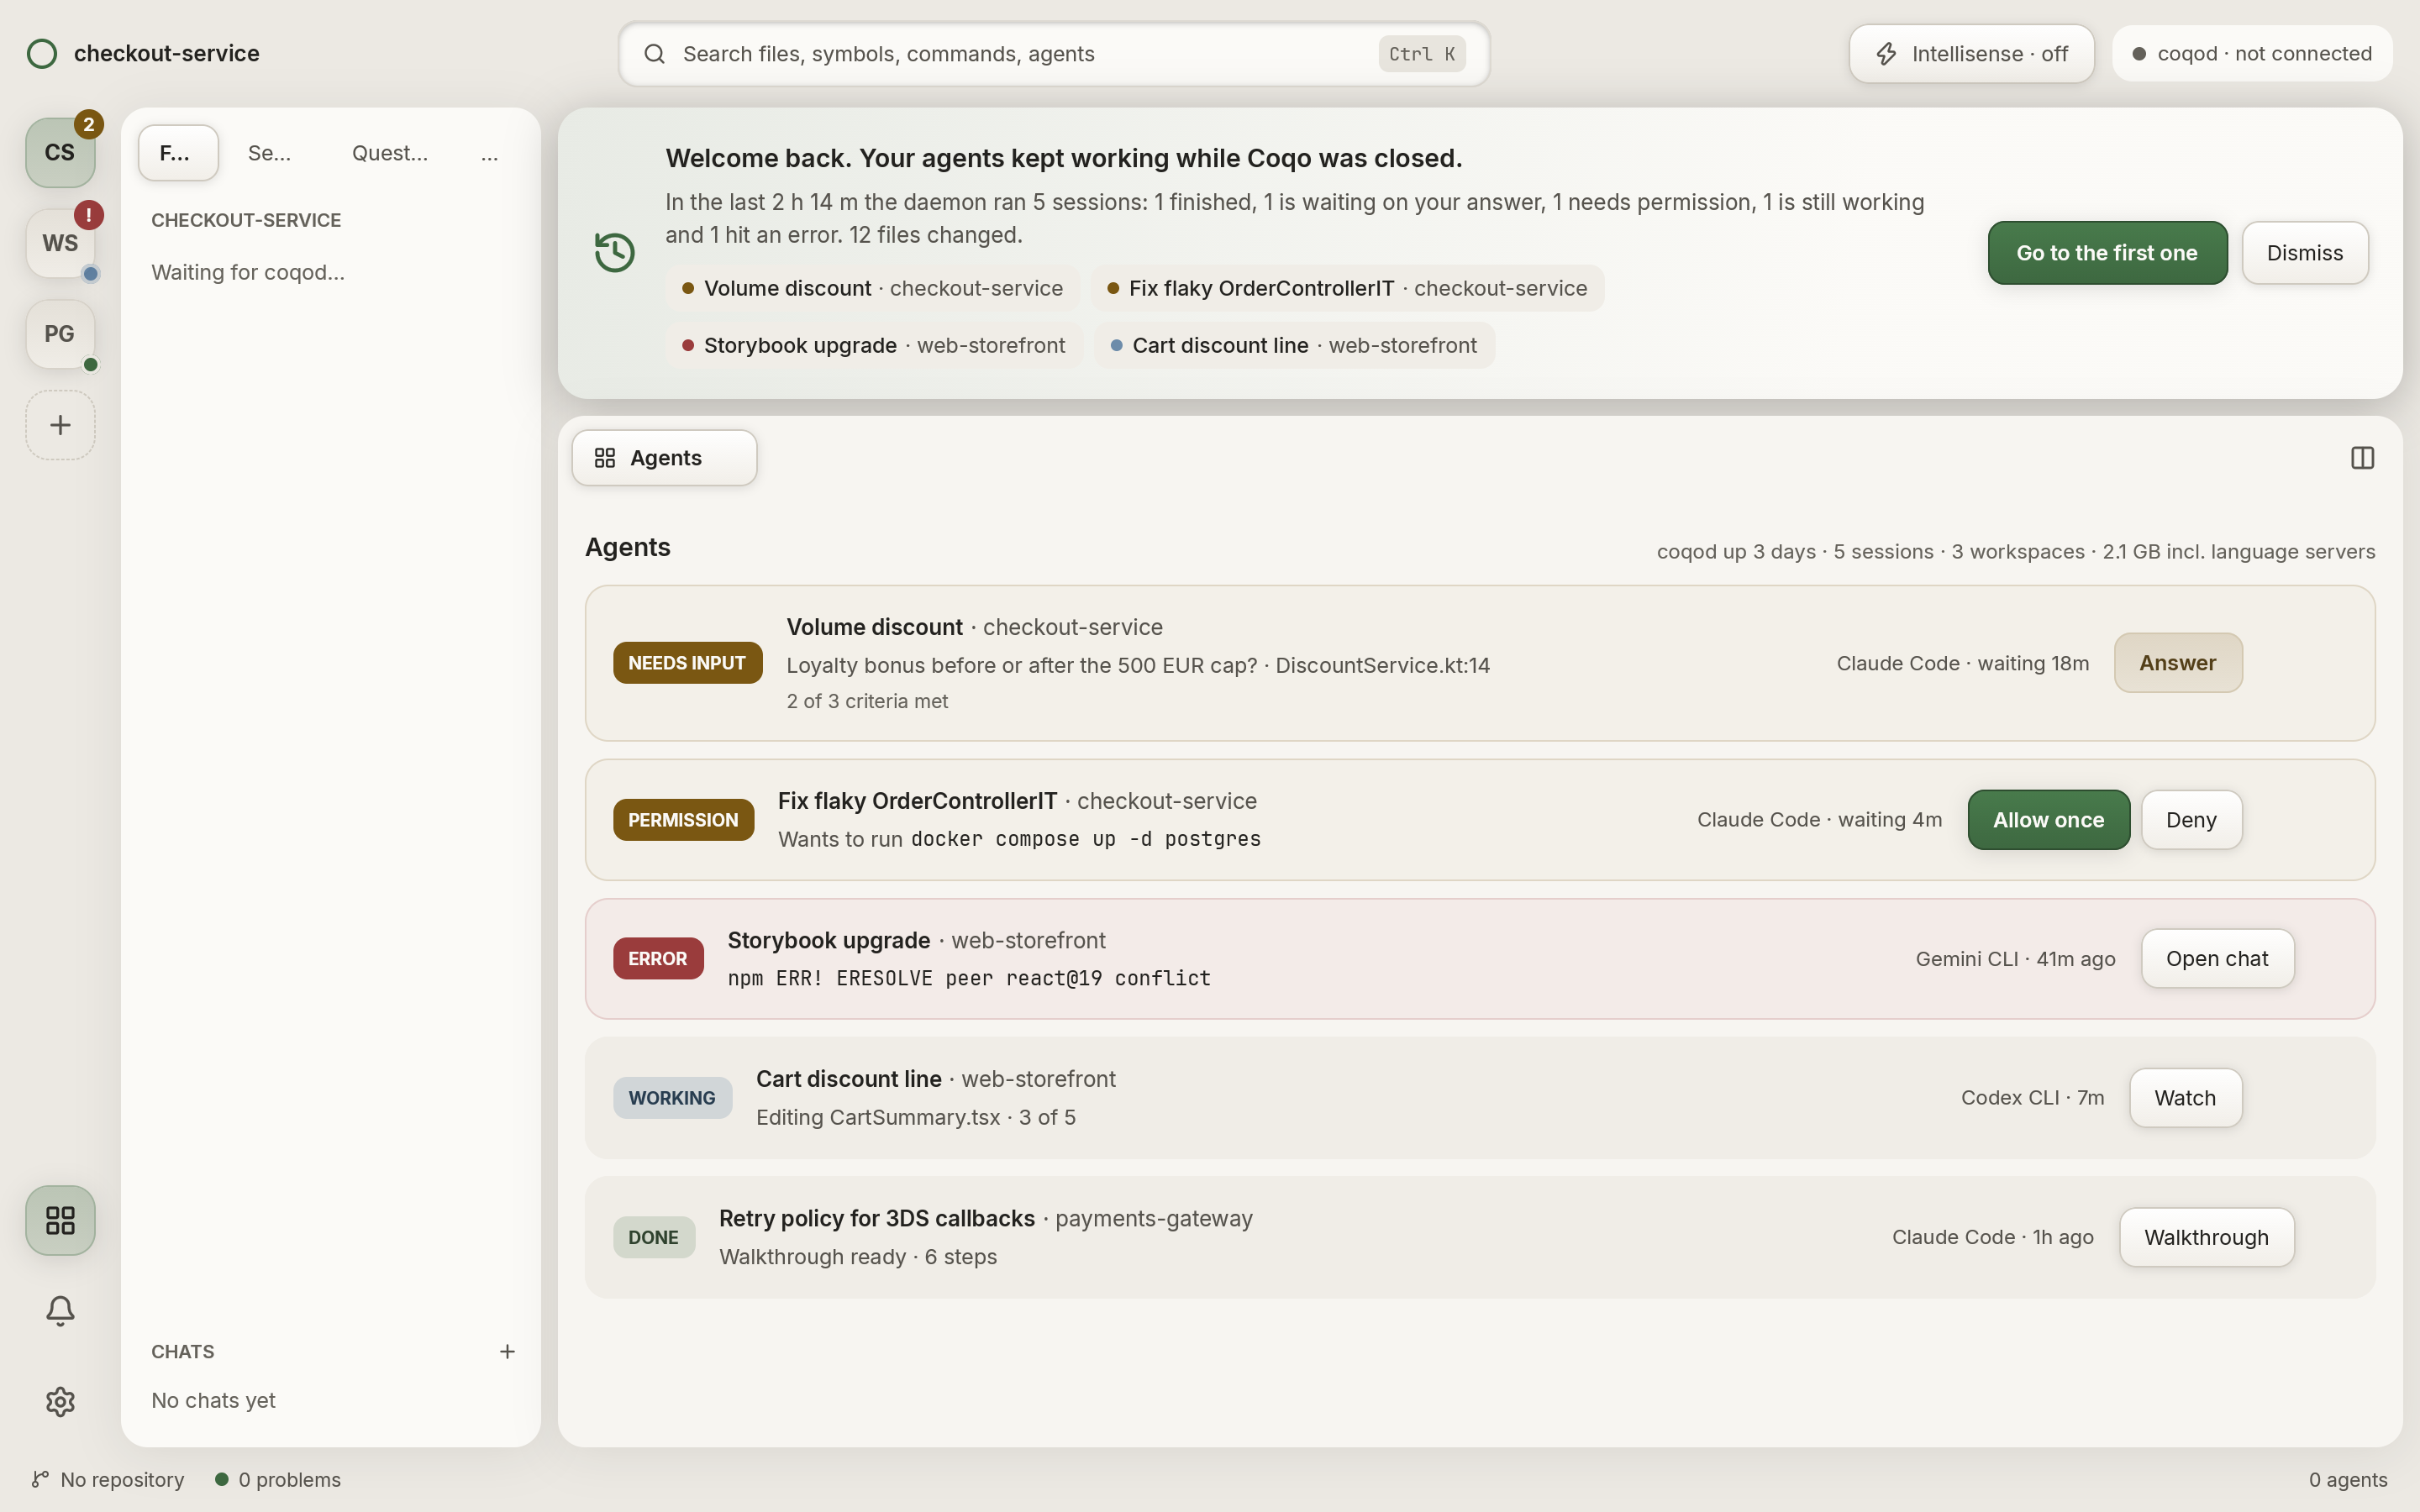 checkout-service
Search files, symbols, commands, agents
Ctrl K
Intellisense · off
coqod · not connected
CS
2
WS
!
PG
F...
Se...
Quest...
...
CHECKOUT-SERVICE
Waiting for coqod...
CHATS
No chats yet
Welcome back. Your agents kept working while Coqo was closed.
In the last 2 h 14 m the daemon ran 5 sessions: 1 finished, 1 is waiting on your answer, 1 needs permission, 1 is still working
and 1 hit an error. 12 files changed.
Volume discount · checkout-service
Fix flaky OrderControllerIT · checkout-service
Storybook upgrade · web-storefront
Cart discount line · web-storefront
Go to the first one
Dismiss
Agents
Agents
coqod up 3 days · 5 sessions · 3 workspaces · 2.1 GB incl. language servers
NEEDS INPUT
Volume discount · checkout-service
Loyalty bonus before or after the 500 EUR cap? · DiscountService.kt:14
2 of 3 criteria met
Claude Code · waiting 18m
Answer
PERMISSION
Fix flaky OrderControllerIT · checkout-service
Wants to run docker compose up -d postgres
Claude Code · waiting 4m
Allow once
Deny
ERROR
Storybook upgrade · web-storefront
npm ERR! ERESOLVE peer react@19 conflict
Gemini CLI · 41m ago
Open chat
WORKING
Cart discount line · web-storefront
Editing CartSummary.tsx · 3 of 5
Codex CLI · 7m
Watch
DONE
Retry policy for 3DS callbacks · payments-gateway
Walkthrough ready · 6 steps
Claude Code · 1h ago
Walkthrough
No repository
0 problems
0 agents